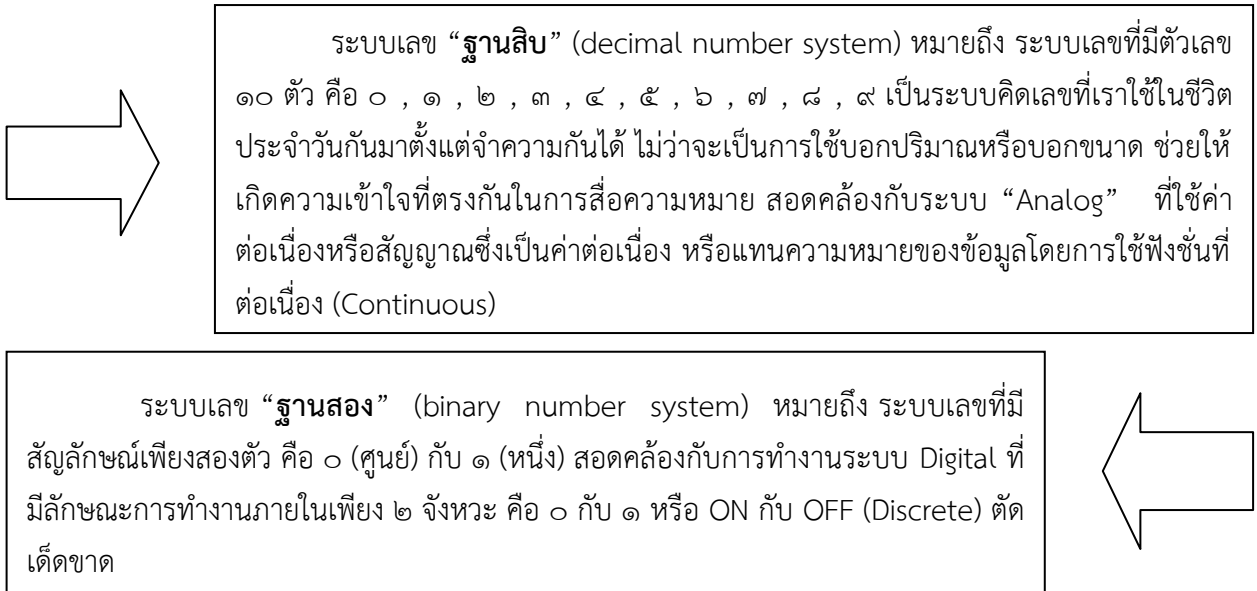 ระบบเลข “ฐานสิบ” (decimal number system) หมายถึง ระบบเลขที่มีตัวเลข
๑๐ ตัว คือ ๐ , ๑ , ๒ , ๓ , ๔ , ๕ , ๖ , ๗ , ๘ , ๙ เป็นระบบคิดเลขที่เราใช้ในชีวิต
ประจำวันกันมาตั้งแต่จำความกันได้ ไม่ว่าจะเป็นการใช้บอกปริมาณหรือบอกขนาด ช่วยให้
เกิดความเข้าใจที่ตรงกันในการสื่อความหมาย สอดคล้องกับระบบ “Analog” ที่ใช้ค่า
ต่อเนื่องหรือสัญญาณซึ่งเป็นค่าต่อเนื่อง หรือแทนความหมายของข้อมูลโดยการใช้ฟังชั่นที่
ต่อเนื่อง (Continuous)
ระบบเลข “ฐานสอง” (binary number system) หมายถึง ระบบเลขที่มี
สัญลักษณ์เพียงสองตัว คือ ๐ (ศูนย์) กับ ๑ (หนึ่ง) สอดคล้องกับการทำงานระบบ Digital ที่
มีลักษณะการทำงานภายในเพียง ๒ จังหวะ คือ ๐ กับ ๑ หรือ ON กับ OFF (Discrete) ตัด
เด็ดขาด